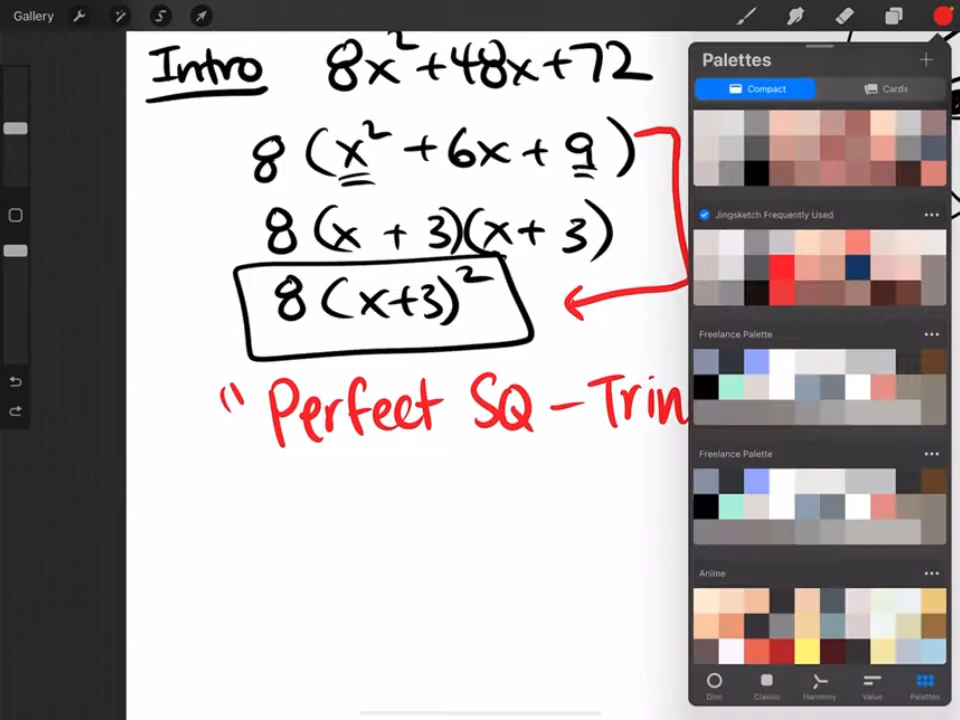 Gallery
Palettes
Compact
Cards
Intro 8x²+48x+72
8 (x² + 6x + 9)
8 (x + 3)(x + 3)
8 (x+3)²
" Perfect SQ - Trin
Jingsketch Frequently Used
Freelance Palette
Freelance Palette
Anime
Disc
Classic
Harmony
Value
Palettes